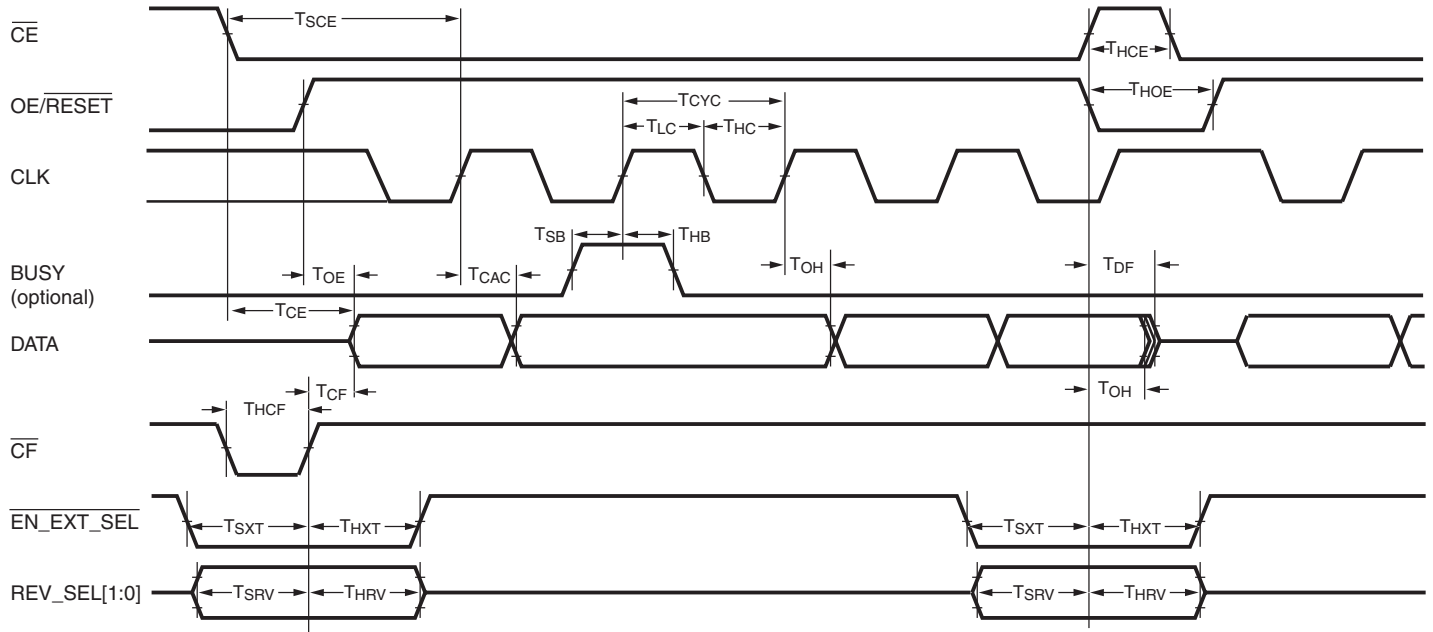 CE TSCE THCE
OE/RESET TCYC THOE
TLC THC
CLK
TSB THB
BUSY TOE TCAC TOH TDF
(optional)
TCE
DATA
TCF TOH
THCF
CF
EN_EXT_SEL TSXT THXT TSXT THXT
REV_SEL[1:0] TSRV THRV TSRV THRV